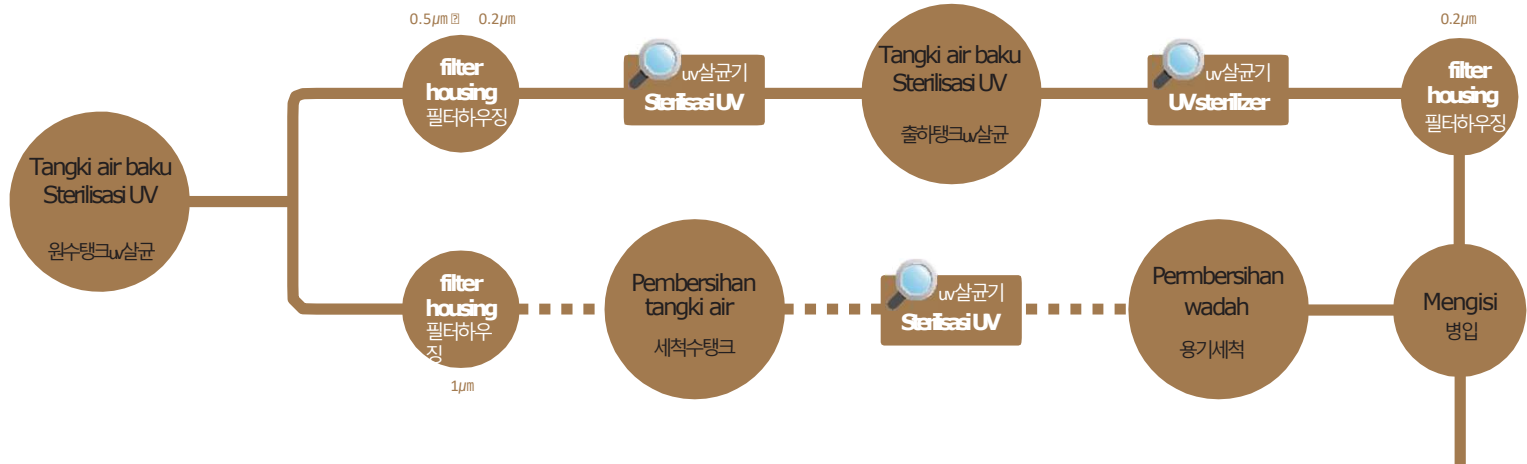 0.5㎛ 0.2㎛
filter
housing
필터하우징
uv살균기
Sterilisasi UV
Tangki air baku
Sterilisasi UV
출하탱크uv살균
uv살균기
UV sterilizer
0.2㎛
filter
housing
필터하우징
Tangki air baku
Sterilisasi UV
원수탱크uv살균
filter
housing
필터하우
징
1㎛
Pembersihan
tangki air
세척수탱크
uv살균기
Sterilisasi UV
Permbersihan
wadah
용기세척
Mengisi
병입